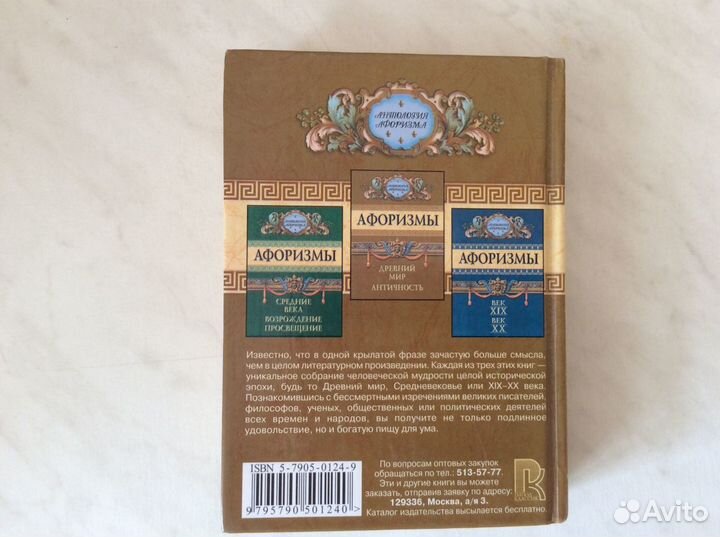 АНТОЛОГИЯ
АФОРИЗМА
АФОРИЗМЫ
ДРЕВНИЙ
МИР
АНТИЧНОСТЬ
АФОРИЗМЫ
СРЕДНИЕ
ВЕКА
ВОЗРОЖДЕНИЕ
ПРОСВЕЩЕНИЕ
АФОРИЗМЫ
ВЕК
XIX
ВЕК
XX
Известно, что в одной крылатой фразе зачастую больше смысла,
чем в целом литературном произведении. Каждая из трех этих книг —
уникальное собрание человеческой мудрости целой исторической
эпохи, будь то Древний мир, Средневековье или XIX–XX века.
Познакомившись с бессмертными изречениями великих писателей,
философов, ученых, общественных или политических деятелей
всех времен и народов, вы получите не только подлинное
удовольствие, но и богатую пищу для ума.
ISBN 5-7905-0124-9
9 795790 501240 >
По вопросам оптовых закупок
обращаться по тел.: 513-57-77.
Эти и другие книги вы можете
заказать, отправив заявку по адресу:
129336, Москва, а/я 3.
Каталог издательства высылается бесплатно.
Avito